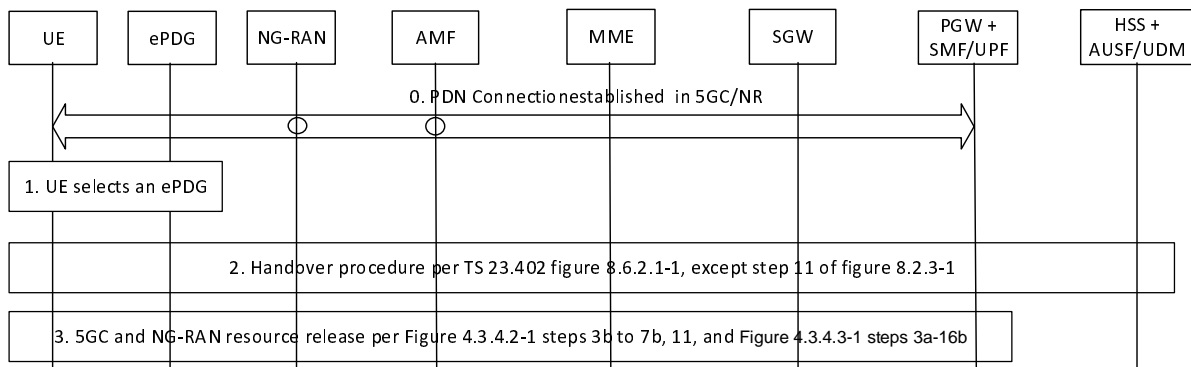 UE
ePDG
NG-RAN
AMF
MME
SGW
PGW +
SMF/UPF
HSS +
AUSF/UDM
0. PDN Connectionestablished in 5GC/NR
1. UE selects an ePDG
2. Handover procedure per TS 23.402 figure 8.6.2.1-1, except step 11 of figure 8.2.3-1
3. 5GC and NG-RAN resource release per Figure 4.3.4.2-1 steps 3b to 7b, 11, and Figure 4.3.4.3-1 steps 3a-16b